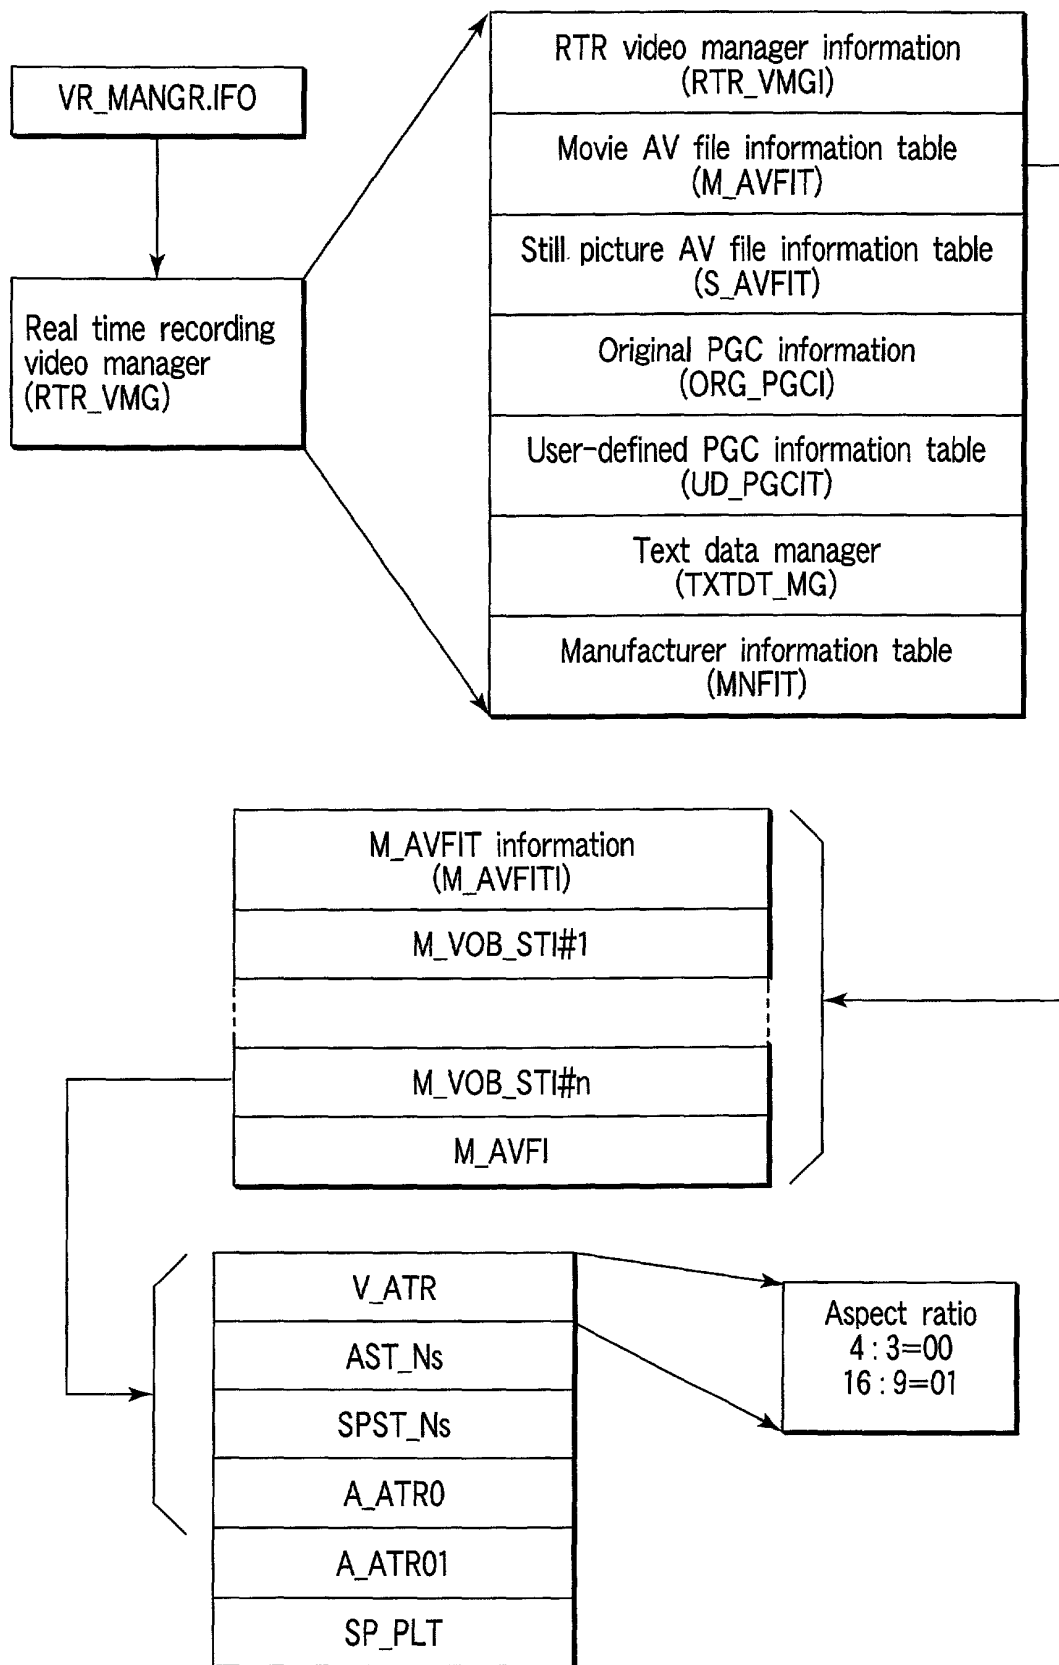 VR_MANGR.IFO
Real time recording
video manager
(RTR_VMG)
RTR video manager information
(RTR_VMGI)
Movie AV file information table
(M_AVFIT)
Still picture AV file information table
(S_AVFIT)
Original PGC information
(ORG_PGCI)
User-defined PGC information table
(UD_PGCIT)
Text data manager
(TXTDT_MG)
Manufacturer information table
(MNFIT)
M_AVFIT information
(M_AVFITI)
M_VOB_STI#1
M_VOB_STI#n
M_AVFI
V_ATR
AST_Ns
SPST_Ns
A_ATR0
A_ATR01
SP_PLT
Aspect ratio
4 : 3=00
16 : 9=01